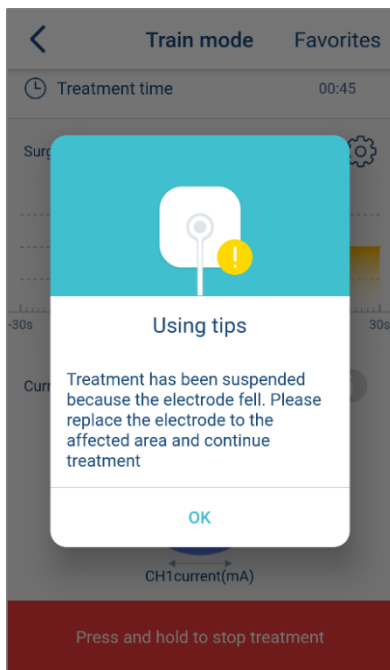 Train mode Favorites
Treatment time 00:45
Surg
-30s 30s
Using tips
Treatment has been suspended
because the electrode fell. Please
replace the electrode to the
affected area and continue
treatment
Curr
OK
CH1current(mA)
Press and hold to stop treatment